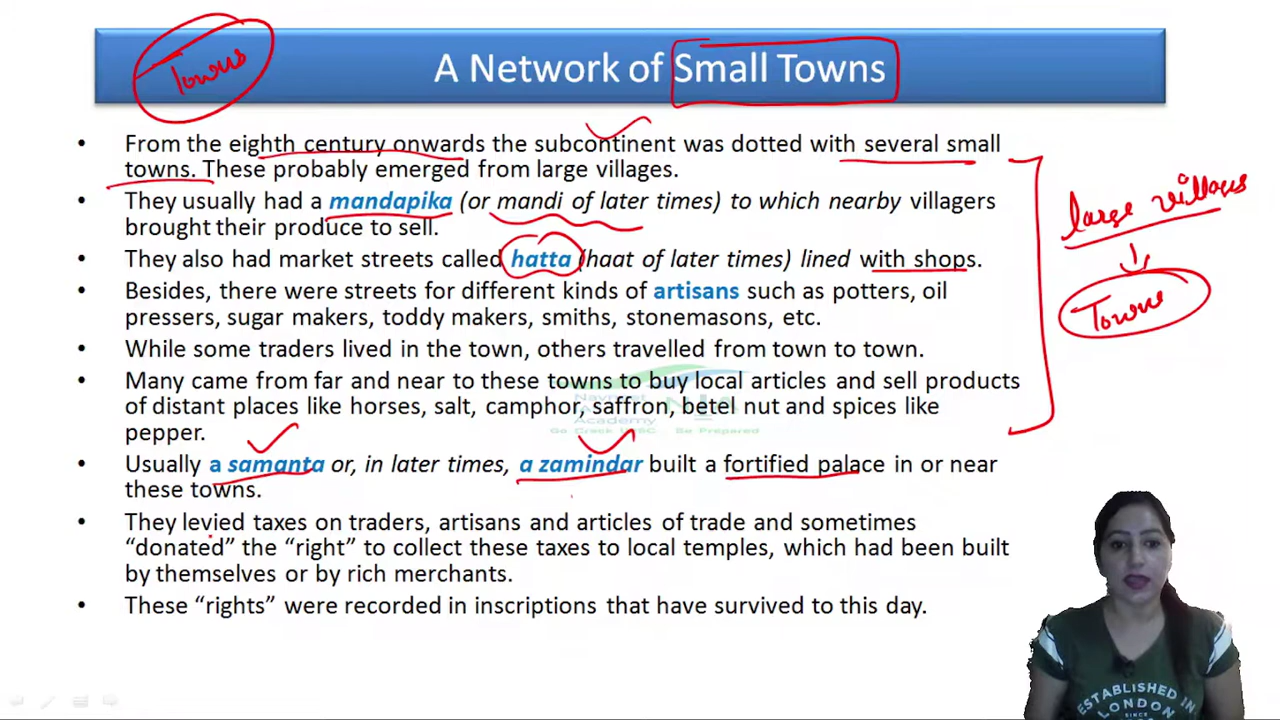 Towns
A Network of Small Towns
• From the eighth century onwards the subcontinent was dotted with several small
towns. These probably emerged from large villages.
• They usually had a mandapika (or mandi of later times) to which nearby villagers
brought their produce to sell.
• They also had market streets called hatta (haat of later times) lined with shops.
• Besides, there were streets for different kinds of artisans such as potters, oil
pressers, sugar makers, toddy makers, smiths, stonemasons, etc.
• While some traders lived in the town, others travelled from town to town.
• Many came from far and near to these towns to buy local articles and sell products
of distant places like horses, salt, camphor, saffron, betel nut and spices like
pepper.
• Usually a samanta or, in later times, a zamindar built a fortified palace in or near
these towns.
• They levied taxes on traders, artisans and articles of trade and sometimes
“donated” the “right” to collect these taxes to local temples, which had been built
by themselves or by rich merchants.
• These “rights” were recorded in inscriptions that have survived to this day.
large villages
Towns
ESTABLISHED IN
LONDON
SINCE